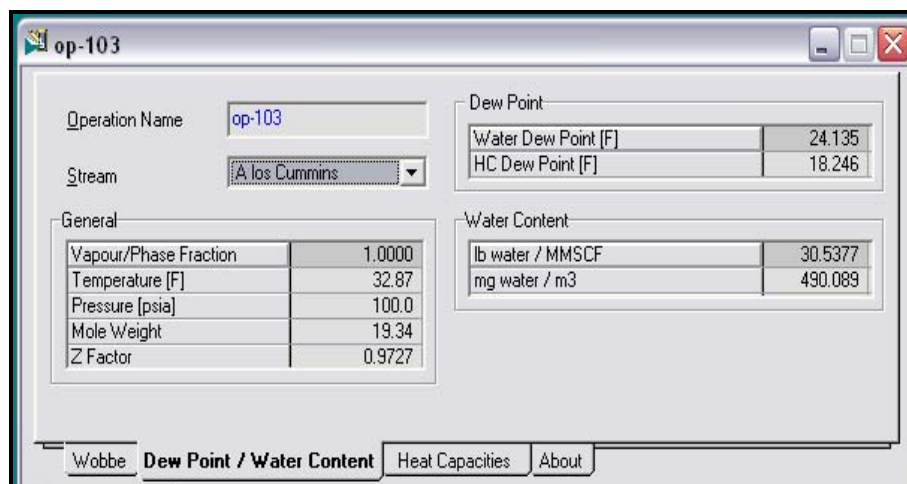 op-103
Operation Name op-103
Stream A los Cummins
General
Vapour/Phase Fraction 1.0000
Temperature [F] 32.87
Pressure [psia] 100.0
Mole Weight 19.34
Z Factor 0.9727
Dew Point
Water Dew Point [F] 24.135
HC Dew Point [F] 18.246
Water Content
lb water / MMSCF 30.5377
mg water / m3 490.089
Wobbe Dew Point / Water Content Heat Capacities About